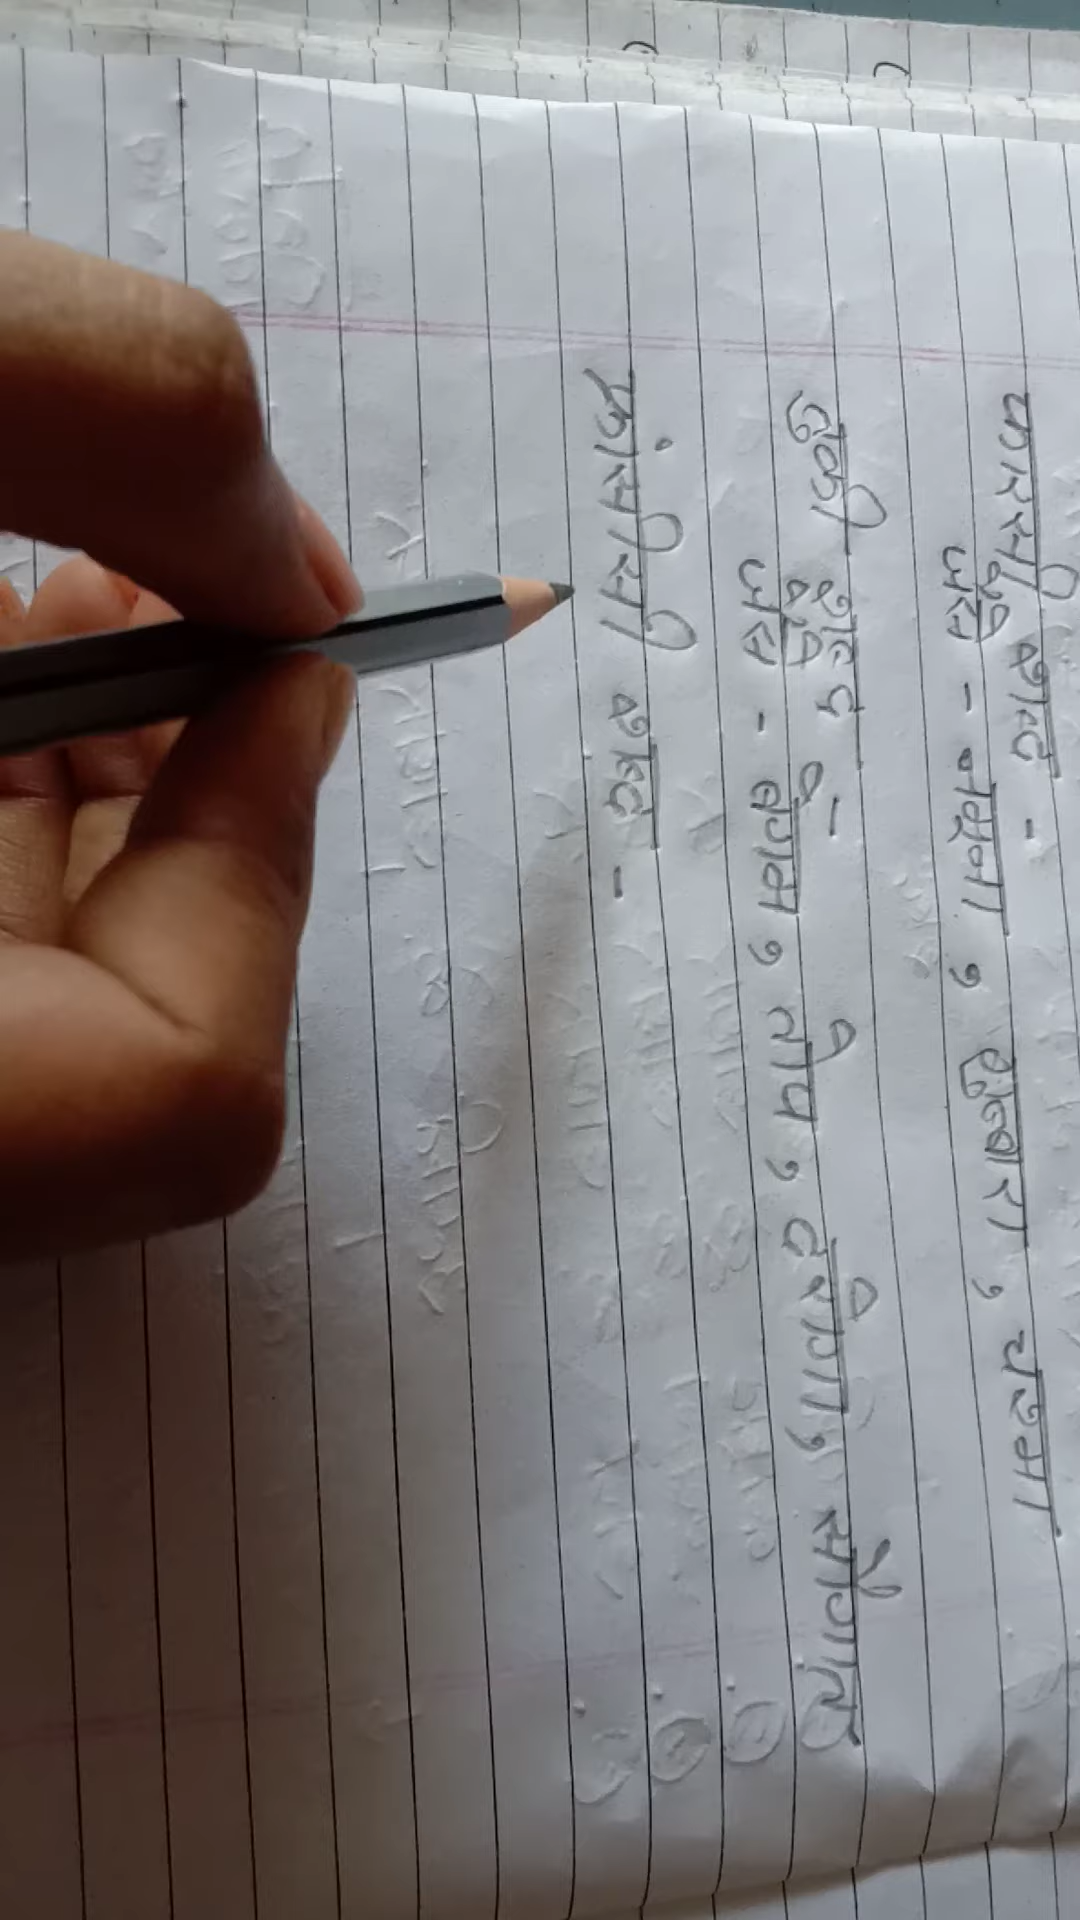 फारसी शब्द -
जैसे - नमूना, गुब्बारा, चश्मा
तुर्की शब्द -
जैसे - बेगम, तोप, दरोगा, सौगात
फ्रांसीसी शब्द -